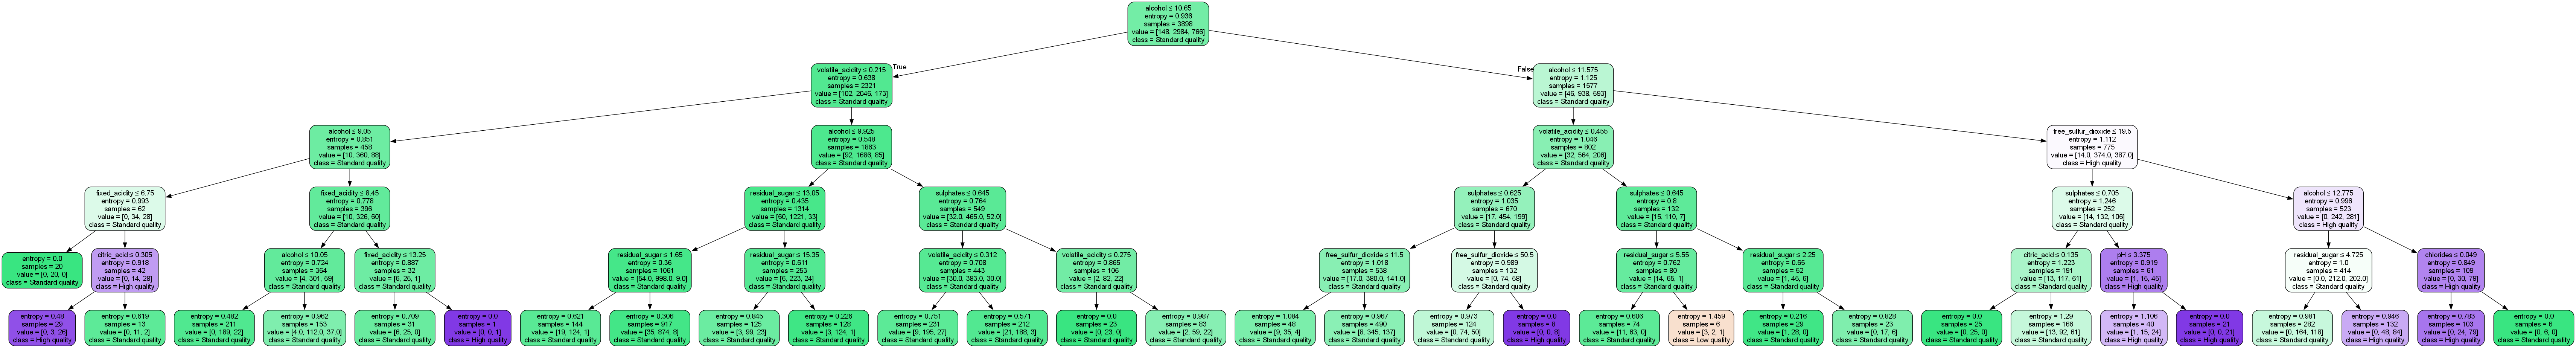 alcohol ≤ 10.65
entropy = 0.936
samples = 3898
value = [148, 2984, 766]
class = Standard quality
True
False
volatile_acidity ≤ 0.215
entropy = 0.638
samples = 2321
value = [102, 2046, 173]
class = Standard quality
alcohol ≤ 11.575
entropy = 1.125
samples = 1577
value = [46, 938, 593]
class = Standard quality
alcohol ≤ 9.05
entropy = 0.851
samples = 458
value = [10, 360, 88]
class = Standard quality
alcohol ≤ 9.925
entropy = 0.548
samples = 1863
value = [92, 1686, 85]
class = Standard quality
volatile_acidity ≤ 0.455
entropy = 1.046
samples = 802
value = [32, 564, 206]
class = Standard quality
free_sulfur_dioxide ≤ 19.5
entropy = 1.112
samples = 775
value = [14.0, 374.0, 387.0]
class = High quality
fixed_acidity ≤ 6.75
entropy = 0.993
samples = 62
value = [0, 34, 28]
class = Standard quality
fixed_acidity ≤ 8.45
entropy = 0.778
samples = 396
value = [10, 326, 60]
class = Standard quality
residual_sugar ≤ 13.05
entropy = 0.435
samples = 1314
value = [60, 1221, 33]
class = Standard quality
sulphates ≤ 0.645
entropy = 0.764
samples = 549
value = [32.0, 465.0, 52.0]
class = Standard quality
sulphates ≤ 0.625
entropy = 1.035
samples = 670
value = [17, 454, 199]
class = Standard quality
sulphates ≤ 0.645
entropy = 0.8
samples = 132
value = [15, 110, 7]
class = Standard quality
sulphates ≤ 0.705
entropy = 1.246
samples = 252
value = [14, 132, 106]
class = Standard quality
alcohol ≤ 12.775
entropy = 0.996
samples = 523
value = [0, 242, 281]
class = High quality
entropy = 0.0
samples = 20
value = [0, 20, 0]
class = Standard quality
citric_acid ≤ 0.305
entropy = 0.918
samples = 42
value = [0, 14, 28]
class = High quality
alcohol ≤ 10.05
entropy = 0.724
samples = 364
value = [4, 301, 59]
class = Standard quality
fixed_acidity ≤ 13.25
entropy = 0.887
samples = 32
value = [6, 25, 1]
class = Standard quality
residual_sugar ≤ 1.65
entropy = 0.36
samples = 1061
value = [54.0, 998.0, 9.0]
class = Standard quality
residual_sugar ≤ 15.35
entropy = 0.611
samples = 253
value = [6, 223, 24]
class = Standard quality
volatile_acidity ≤ 0.312
entropy = 0.708
samples = 443
value = [30.0, 383.0, 30.0]
class = Standard quality
volatile_acidity ≤ 0.275
entropy = 0.865
samples = 106
value = [2, 82, 22]
class = Standard quality
free_sulfur_dioxide ≤ 11.5
entropy = 1.018
samples = 538
value = [17.0, 380.0, 141.0]
class = Standard quality
free_sulfur_dioxide ≤ 50.5
entropy = 0.989
samples = 132
value = [0, 74, 58]
class = Standard quality
residual_sugar ≤ 5.55
entropy = 0.762
samples = 80
value = [14, 65, 1]
class = Standard quality
residual_sugar ≤ 2.25
entropy = 0.65
samples = 52
value = [1, 45, 6]
class = Standard quality
citric_acid ≤ 0.135
entropy = 1.223
samples = 191
value = [13, 117, 61]
class = Standard quality
pH ≤ 3.375
entropy = 0.919
samples = 61
value = [1, 15, 45]
class = High quality
residual_sugar ≤ 4.725
entropy = 1.0
samples = 414
value = [0.0, 212.0, 202.0]
class = Standard quality
chlorides ≤ 0.049
entropy = 0.849
samples = 109
value = [0, 30, 79]
class = High quality
entropy = 0.48
samples = 29
value = [0, 3, 26]
class = High quality
entropy = 0.619
samples = 13
value = [0, 11, 2]
class = Standard quality
entropy = 0.482
samples = 211
value = [0, 189, 22]
class = Standard quality
entropy = 0.962
samples = 153
value = [4.0, 112.0, 37.0]
class = Standard quality
entropy = 0.709
samples = 31
value = [6, 25, 0]
class = Standard quality
entropy = 0.0
samples = 1
value = [0, 0, 1]
class = High quality
entropy = 0.621
samples = 144
value = [19, 124, 1]
class = Standard quality
entropy = 0.306
samples = 917
value = [35, 874, 8]
class = Standard quality
entropy = 0.845
samples = 125
value = [3, 99, 23]
class = Standard quality
entropy = 0.226
samples = 128
value = [3, 124, 1]
class = Standard quality
entropy = 0.751
samples = 231
value = [9, 195, 27]
class = Standard quality
entropy = 0.571
samples = 212
value = [21, 188, 3]
class = Standard quality
entropy = 0.0
samples = 23
value = [0, 23, 0]
class = Standard quality
entropy = 0.987
samples = 83
value = [2, 59, 22]
class = Standard quality
entropy = 1.084
samples = 48
value = [9, 35, 4]
class = Standard quality
entropy = 0.967
samples = 490
value = [8, 345, 137]
class = Standard quality
entropy = 0.973
samples = 124
value = [0, 74, 50]
class = Standard quality
entropy = 0.0
samples = 8
value = [0, 0, 8]
class = High quality
entropy = 0.606
samples = 74
value = [11, 63, 0]
class = Standard quality
entropy = 1.459
samples = 6
value = [3, 2, 1]
class = Low quality
entropy = 0.216
samples = 29
value = [1, 28, 0]
class = Standard quality
entropy = 0.828
samples = 23
value = [0, 17, 6]
class = Standard quality
entropy = 0.0
samples = 25
value = [0, 25, 0]
class = Standard quality
entropy = 1.29
samples = 166
value = [13, 92, 61]
class = Standard quality
entropy = 1.106
samples = 40
value = [1, 15, 24]
class = High quality
entropy = 0.0
samples = 21
value = [0, 0, 21]
class = High quality
entropy = 0.981
samples = 282
value = [0, 164, 118]
class = Standard quality
entropy = 0.946
samples = 132
value = [0, 48, 84]
class = High quality
entropy = 0.783
samples = 103
value = [0, 24, 79]
class = High quality
entropy = 0.0
samples = 6
value = [0, 6, 0]
class = Standard quality